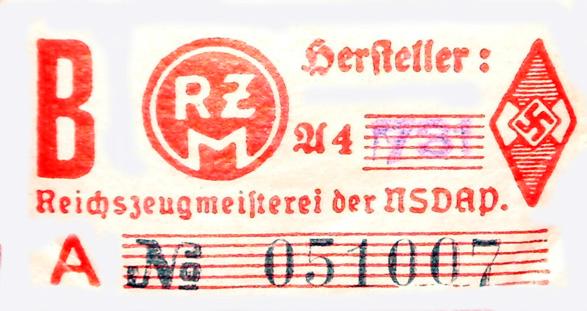 B RZM Hersteller:
A4
Reichszeugmeisterei der NSDAP.
A № 051007